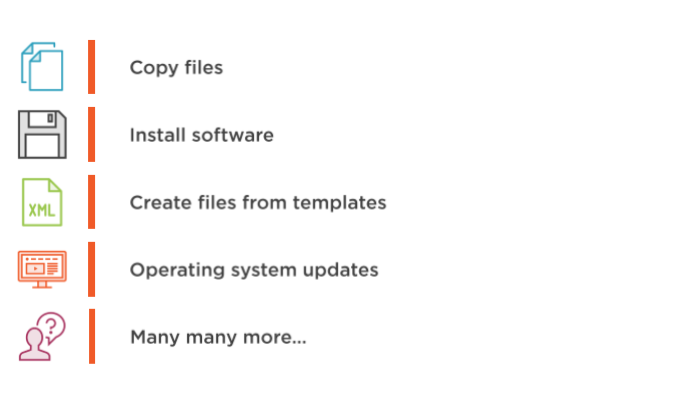 Copy files
Install software
XML
Create files from templates
Operating system updates
?
Many many more...